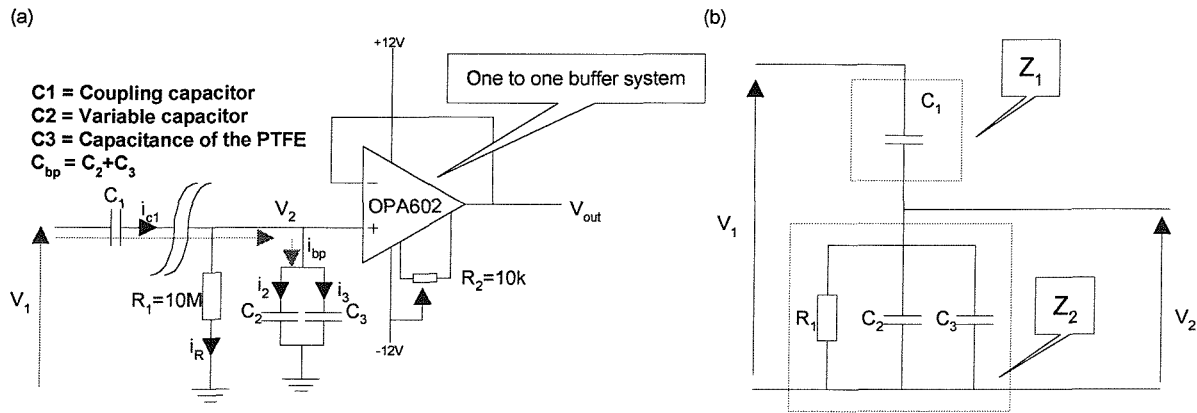 (a)
+12V
One to one buffer system
C1 = Coupling capacitor
C2 = Variable capacitor
C3 = Capacitance of the PTFE
Cbp = C2+C3
C1
ic1
V2
−
OPA602
+
Vout
ibp
V1
R1=10M
i2
i3
C2
C3
R2=10k
iR
-12V
(b)
Z1
C1
V1
R1
C2
C3
Z2
V2